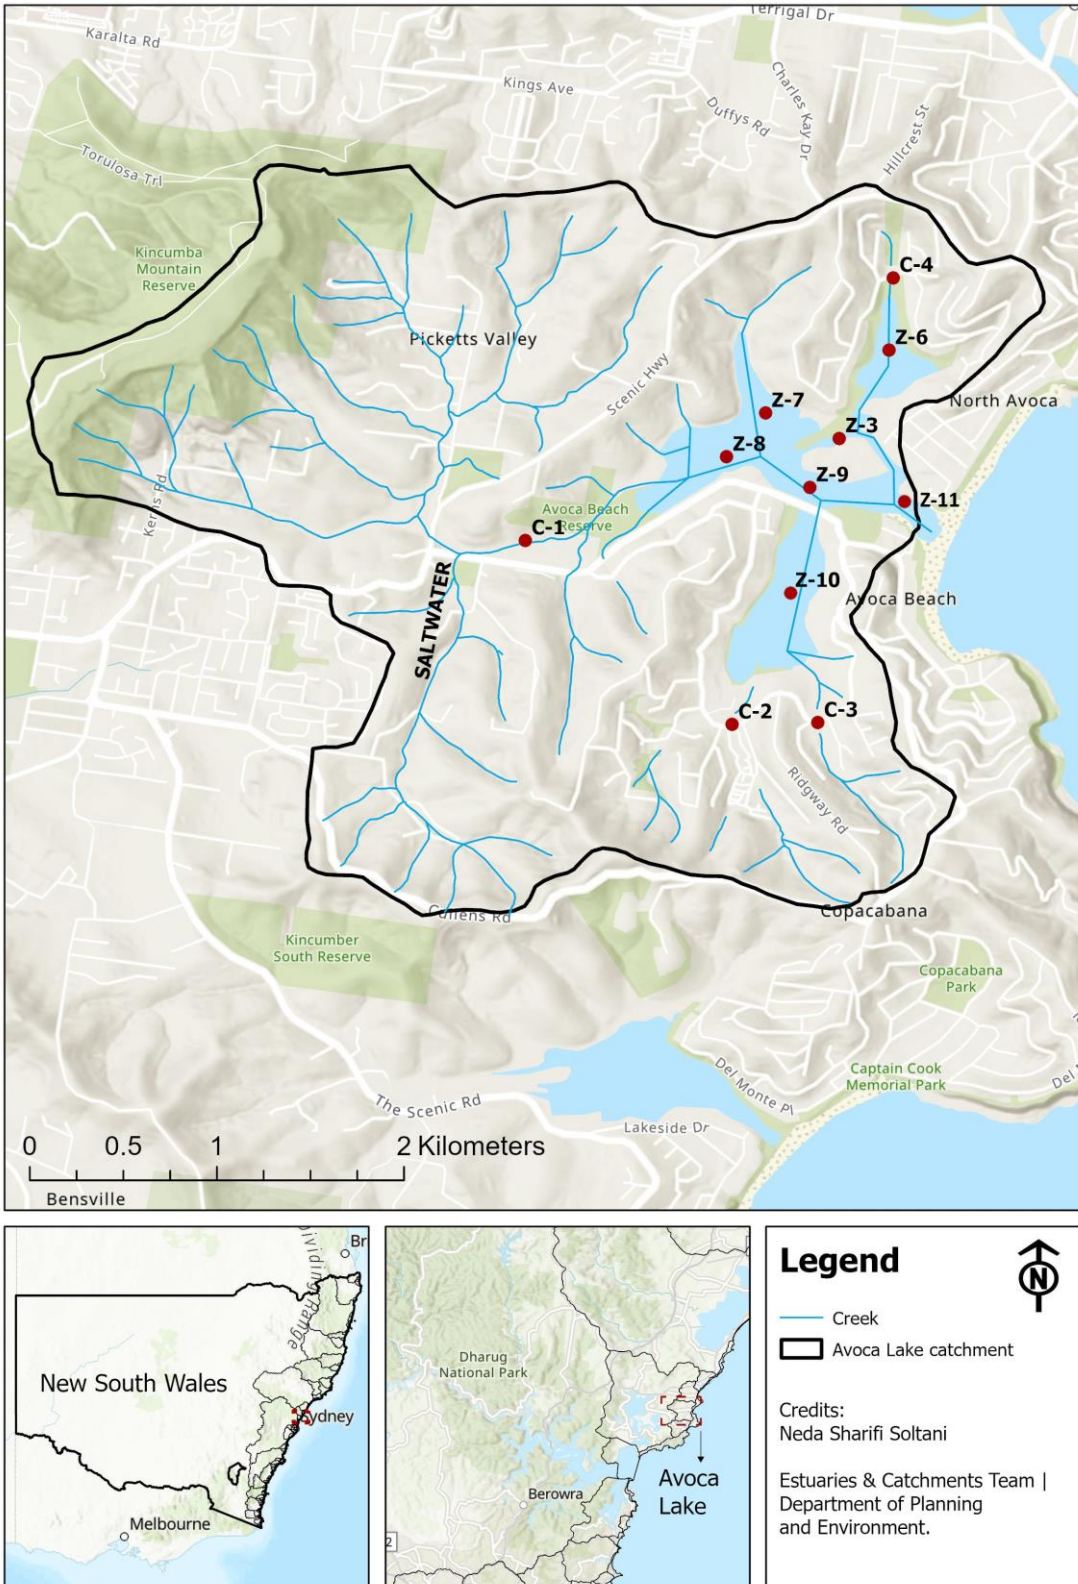 Terrigal Dr
Karalta Rd
Kings Ave
Charles Kay Dr
Duffys Rd
Hillcrest St
Torulosa Trl
Kincumba
Mountain
Reserve
C-4
Picketts Valley
Z-6
Scenic Hwy
North Avoca
Z-7
Z-3
Z-8
Z-9
Kerns Rd
Avoca Beach
Reserve
Z-11
C-1
SALTWATER
Z-10
Avoca Beach
C-2
C-3
Ridgway Rd
Cullens Rd
Copacabana
Kincumber
South Reserve
Copacabana
Park
Captain Cook
Memorial Park
Del Monte Pl
The Scenic Rd
Lakeside Dr
0 0.5 1 2 Kilometers
Bensville
Dividing Range
Br
New South Wales
Sydney
Melbourne
Dharug
National Park
Berowra
Avoca
Lake
2
Legend
N
Creek
Avoca Lake catchment
Credits:
Neda Sharifi Soltani
Estuaries & Catchments Team |
Department of Planning
and Environment.